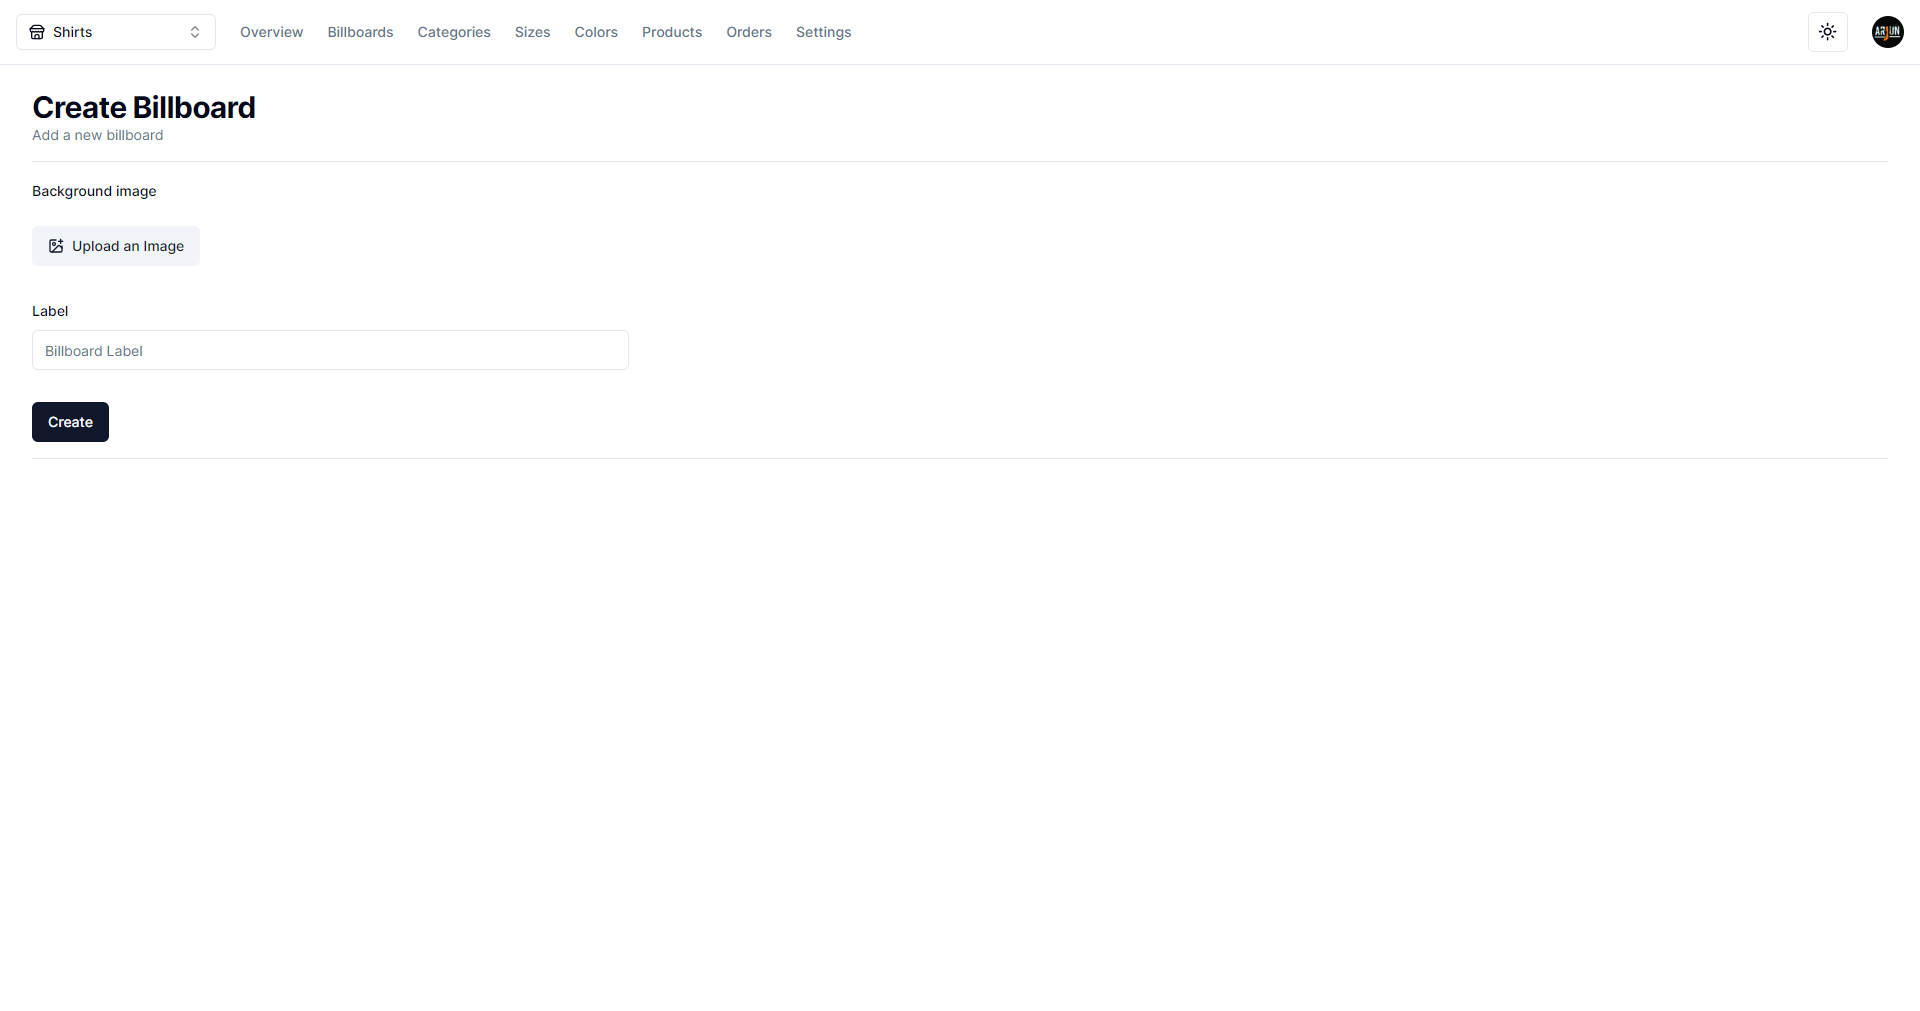 Shirts
Overview
Billboards
Categories
Sizes
Colors
Products
Orders
Settings
ARJUN
Create Billboard
Add a new billboard
Background image
Upload an Image
Label
Billboard Label
Create